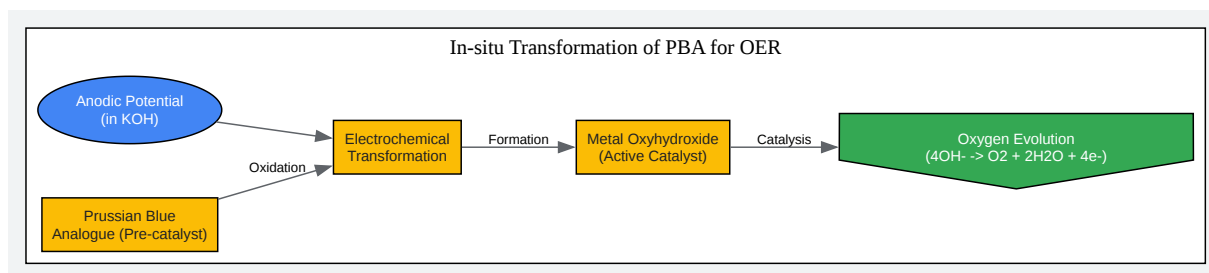 In-situ Transformation of PBA for OER
Anodic Potential
(in KOH)
Oxidation
Prussian Blue
Analogue (Pre-catalyst)
Electrochemical
Transformation
Formation
Metal Oxyhydroxide
(Active Catalyst)
Catalysis
Oxygen Evolution
(4OH- -> O2 + 2H2O + 4e-)